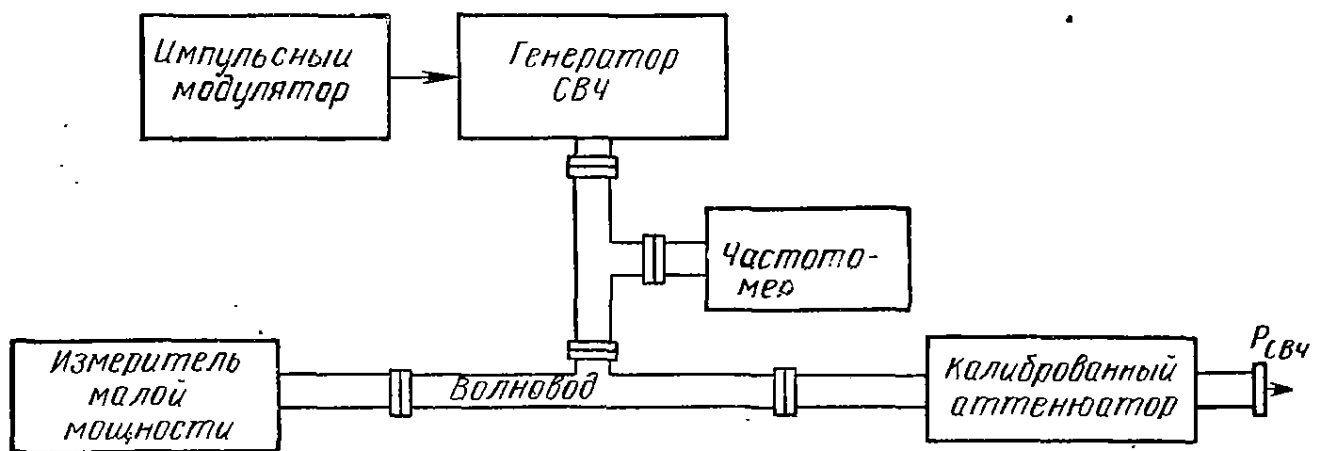 Импульсный
модулятор
Генератор
СВЧ
Частото-
мер
Измеритель
малой
мощности
Волновод
Калиброванный
аттенюатор
PСВЧ